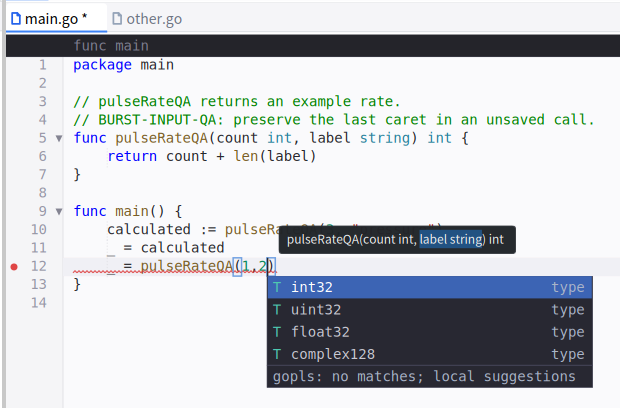 main.go *
other.go
func main
1 package main
2
3 // pulseRateQA returns an example rate.
4 // BURST-INPUT-QA: preserve the last caret in an unsaved call.
5 func pulseRateQA(count int, label string) int {
6 return count + len(label)
7 }
8
9 func main() {
10 calculated := pulseRateQA(
pulseRateQA(count int, label string) int
11 _ = calculated
12 _ = pulseRateQA(1,2)
13 }
14
T int32 type
T uint32 type
T float32 type
T complex128 type
gopls: no matches; local suggestions